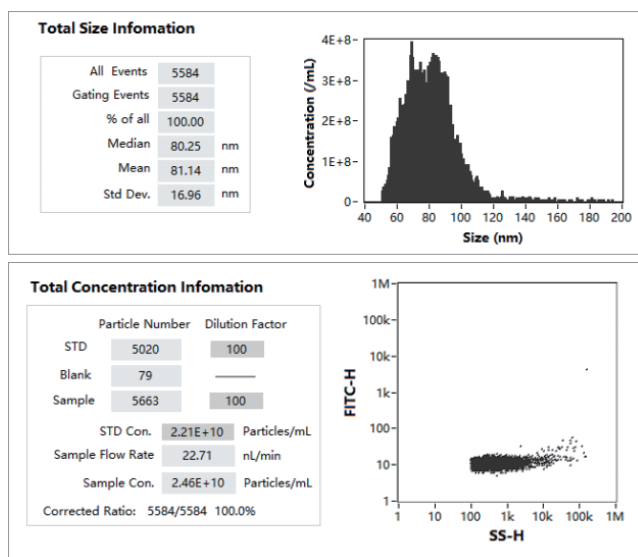 Total Size Infomation
All Events 5584
Gating Events 5584
% of all 100.00
Median 80.25 nm
Mean 81.14 nm
Std Dev. 16.96 nm
Concentration (/mL)
4E+8
3E+8
2E+8
1E+8
0
40 60 80 100 120 140 160 180 200
Size (nm)
Total Concentration Infomation
Particle Number Dilution Factor
STD 5020 100
Blank 79
Sample 5663 100
STD Con. 2.21E+10 Particles/mL
Sample Flow Rate 22.71 nL/min
Sample Con. 2.46E+10 Particles/mL
Corrected Ratio: 5584/5584 100.0%
FITC-H
1M
100k
10k
1k
100
10
1
1 10 100 1k 10k 100k 1M
SS-H